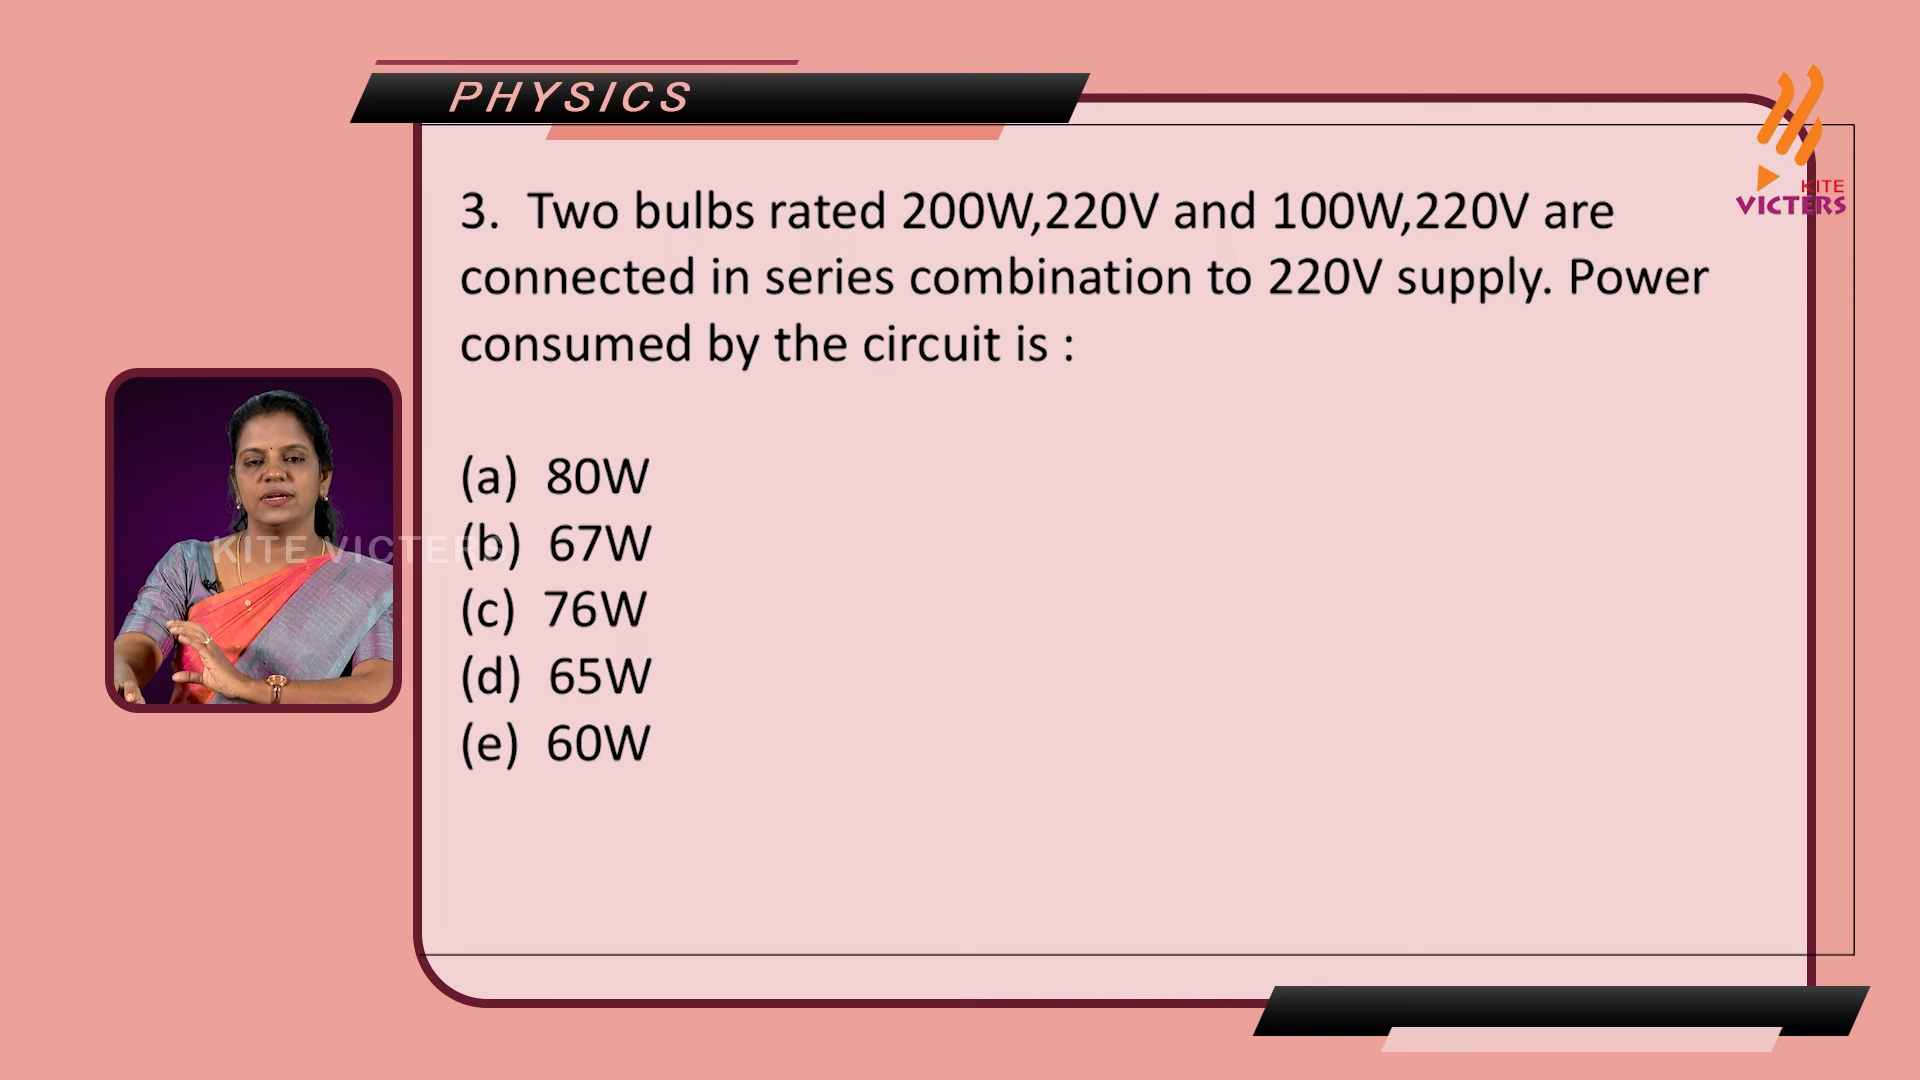 PHYSICS
KITE
VICTERS
3. Two bulbs rated 200W,220V and 100W,220V are
connected in series combination to 220V supply. Power
consumed by the circuit is :
(a) 80W
(b) 67W
(c) 76W
(d) 65W
(e) 60W
KITE VICTERS